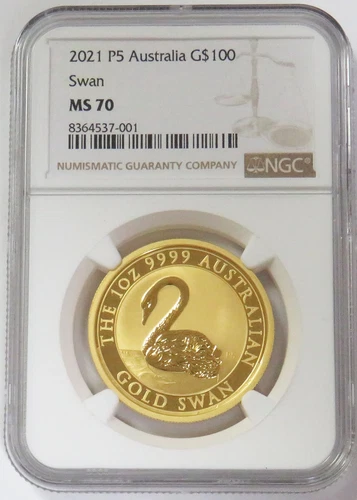 2021 P5 Australia G$100
Swan
MS 70
8364537-001
NUMISMATIC GUARANTY COMPANY
NGC
THE 1OZ 9999 AUSTRALIAN
GOLD SWAN